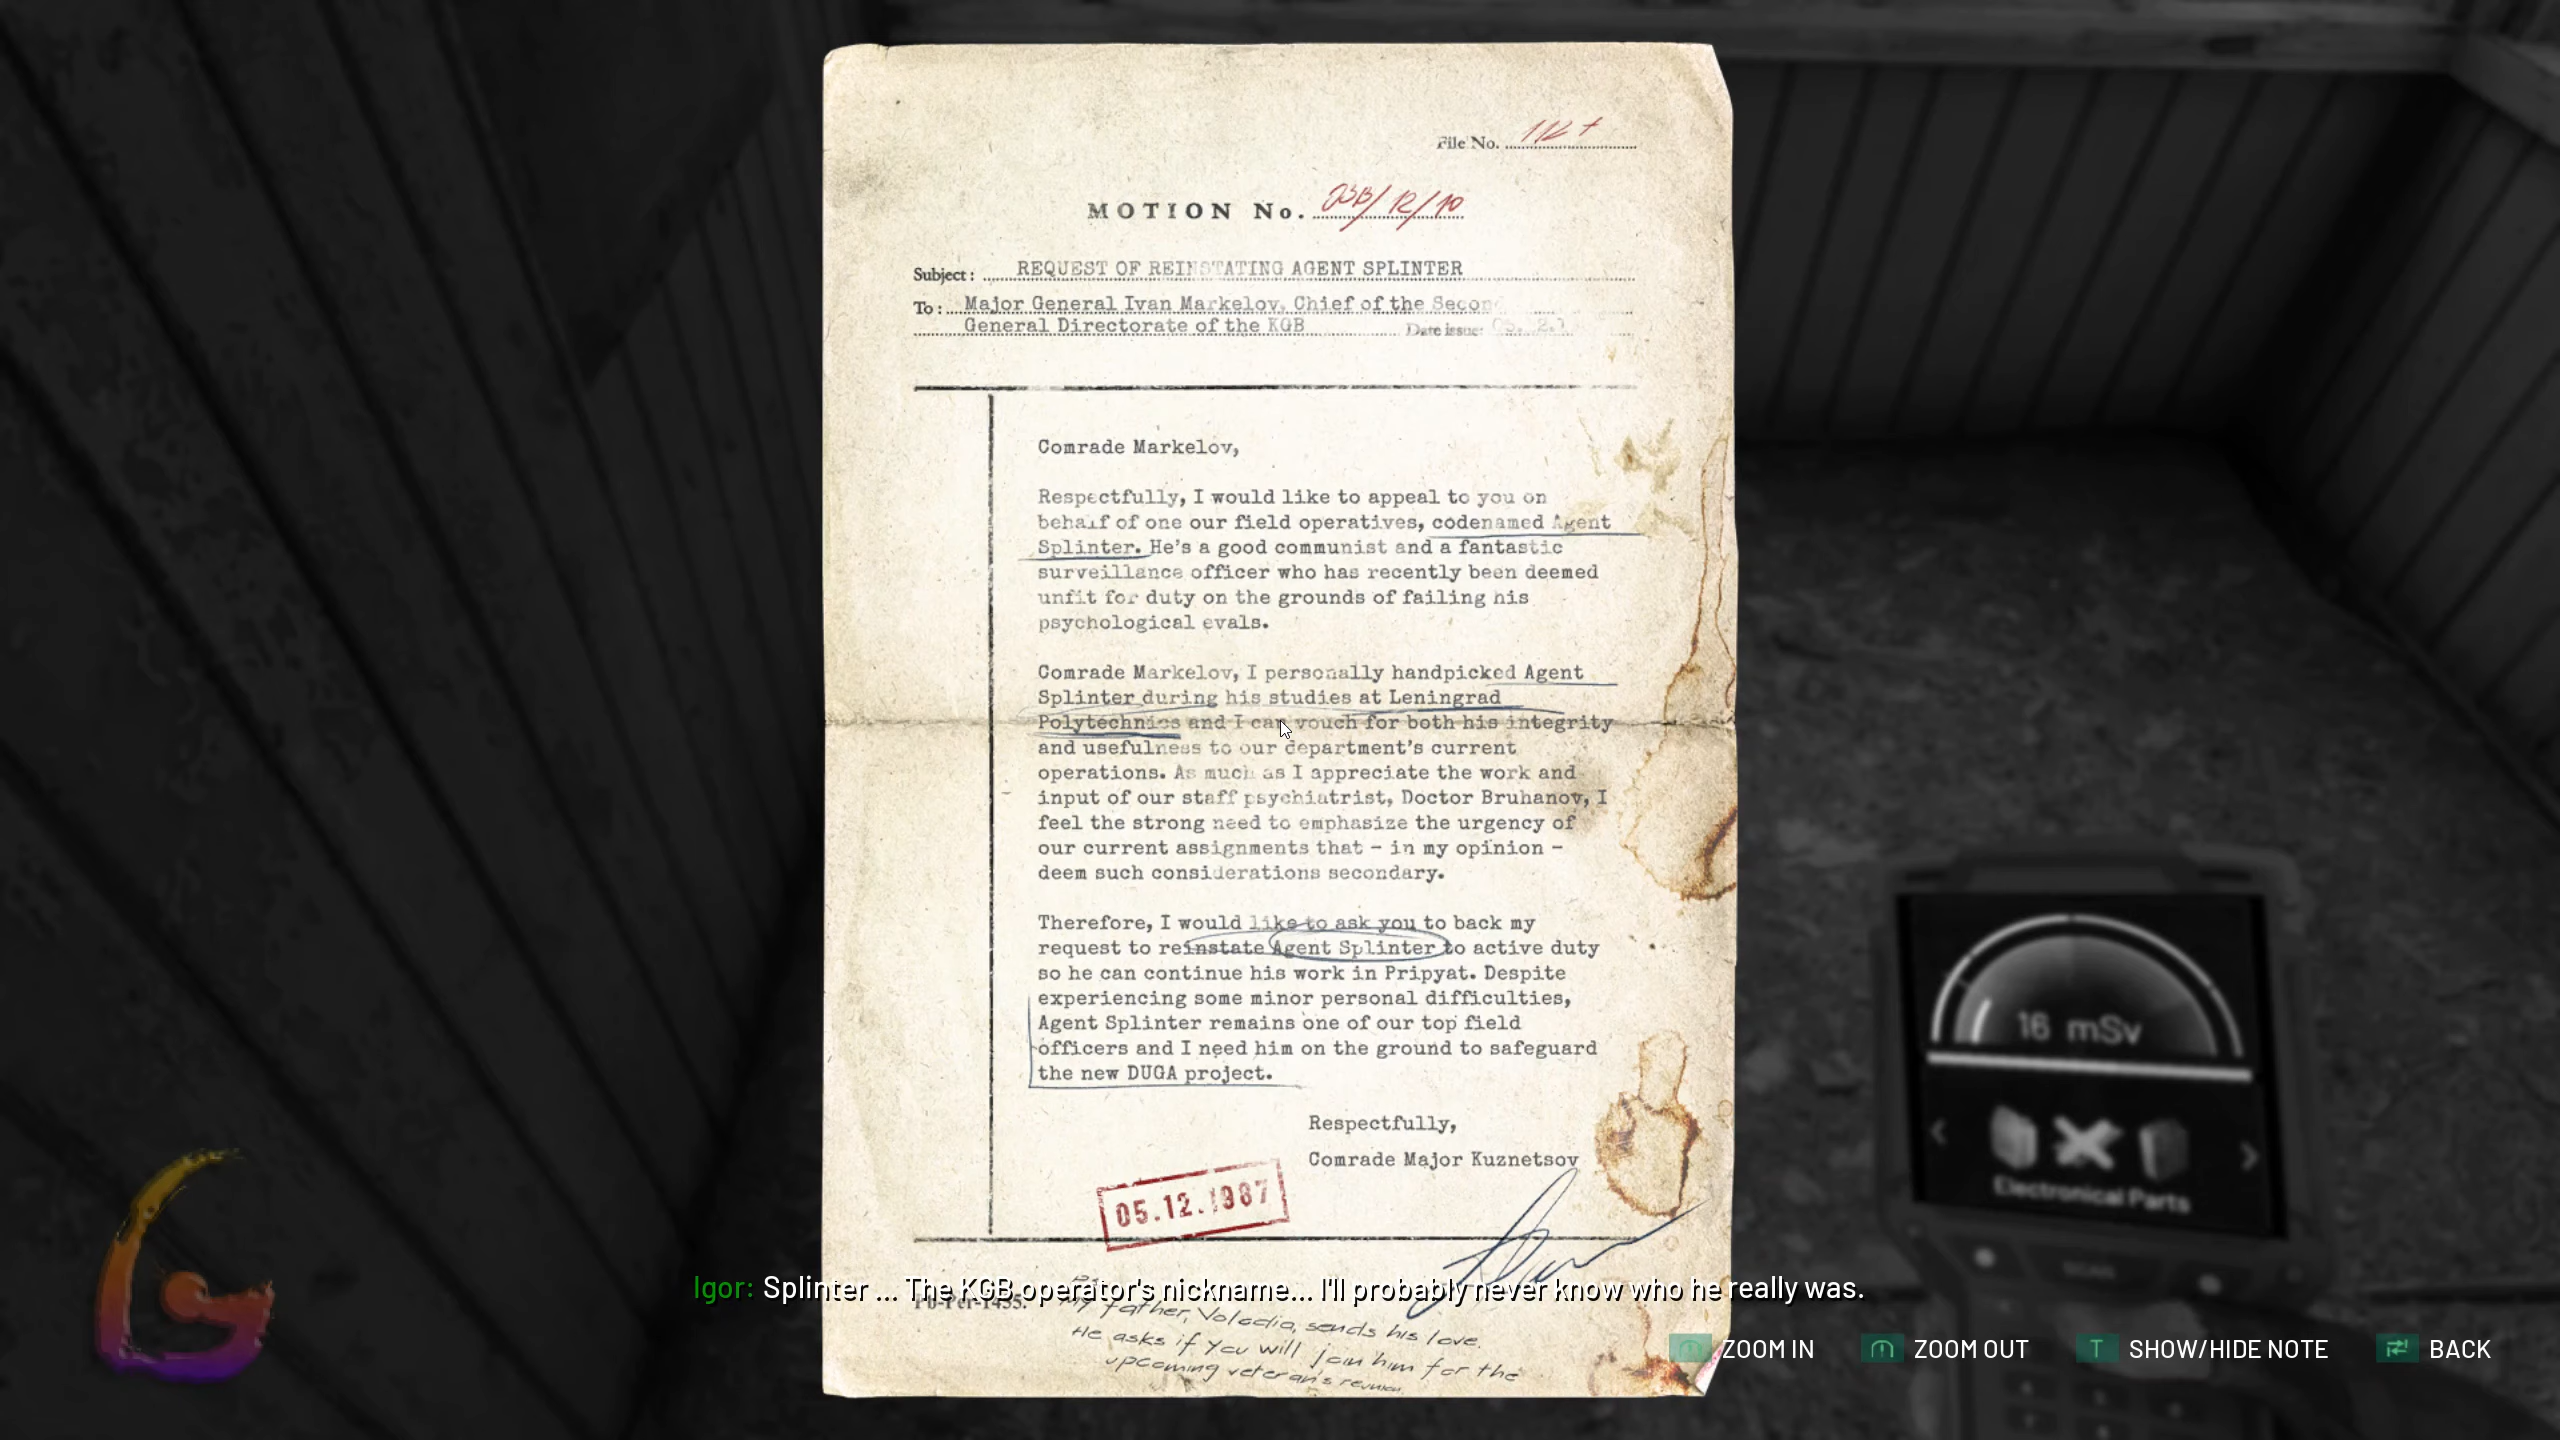 File No. 112 +
MOTION No. /12/10
Subject: REQUEST OF REINSTATING AGENT SPLINTER
To: Major General Ivan Markelov, Chief of the Second
General Directorate of the KGB Date issue:
Comrade Markelov,
Respectfully, I would like to appeal to you on
behalf of one our field operatives, codenamed Agent
Splinter. He's a good communist and a fantastic
surveillance officer who has recently been deemed
unfit for duty on the grounds of failing his
psychological evals.
Comrade Markelov, I personally handpicked Agent
Splinter during his studies at Leningrad
Polytechnics and I can vouch for both his integrity
and usefulness to our department's current
operations. As much as I appreciate the work and
input of our staff psychiatrist, Doctor Bruhanov, I
feel the strong need to emphasize the urgency of
our current assignments that - in my opinion -
deem such considerations secondary.
Therefore, I would like to ask you to back my
request to reinstate Agent Splinter to active duty
so he can continue his work in Pripyat. Despite
experiencing some minor personal difficulties,
Agent Splinter remains one of our top field
officers and I need him on the ground to safeguard
the new DUGA project.
Respectfully,
Comrade Major Kuznetsov
05.12.1987
Igor: Splinter ... The KGB operator's nickname... I'll probably never know who he really was.
My father, Volodia, sends his love.
He asks if You will join him for the
upcoming veteran's reunion
16 mSv
Electronical Parts
SCAN
ZOOM IN
ZOOM OUT
T SHOW/HIDE NOTE
BACK